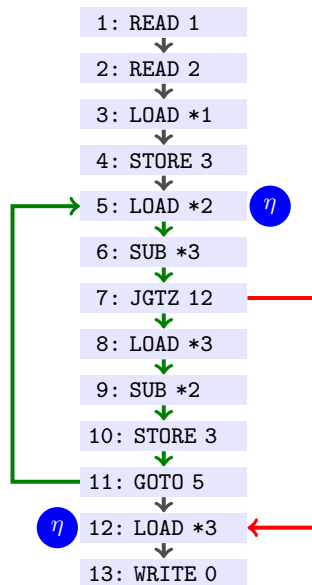 1: READ 1
2: READ 2
3: LOAD *1
4: STORE 3
5: LOAD *2 η
6: SUB *3
7: JGTZ 12
8: LOAD *3
9: SUB *2
10: STORE 3
11: GOTO 5
η 12: LOAD *3
13: WRITE 0